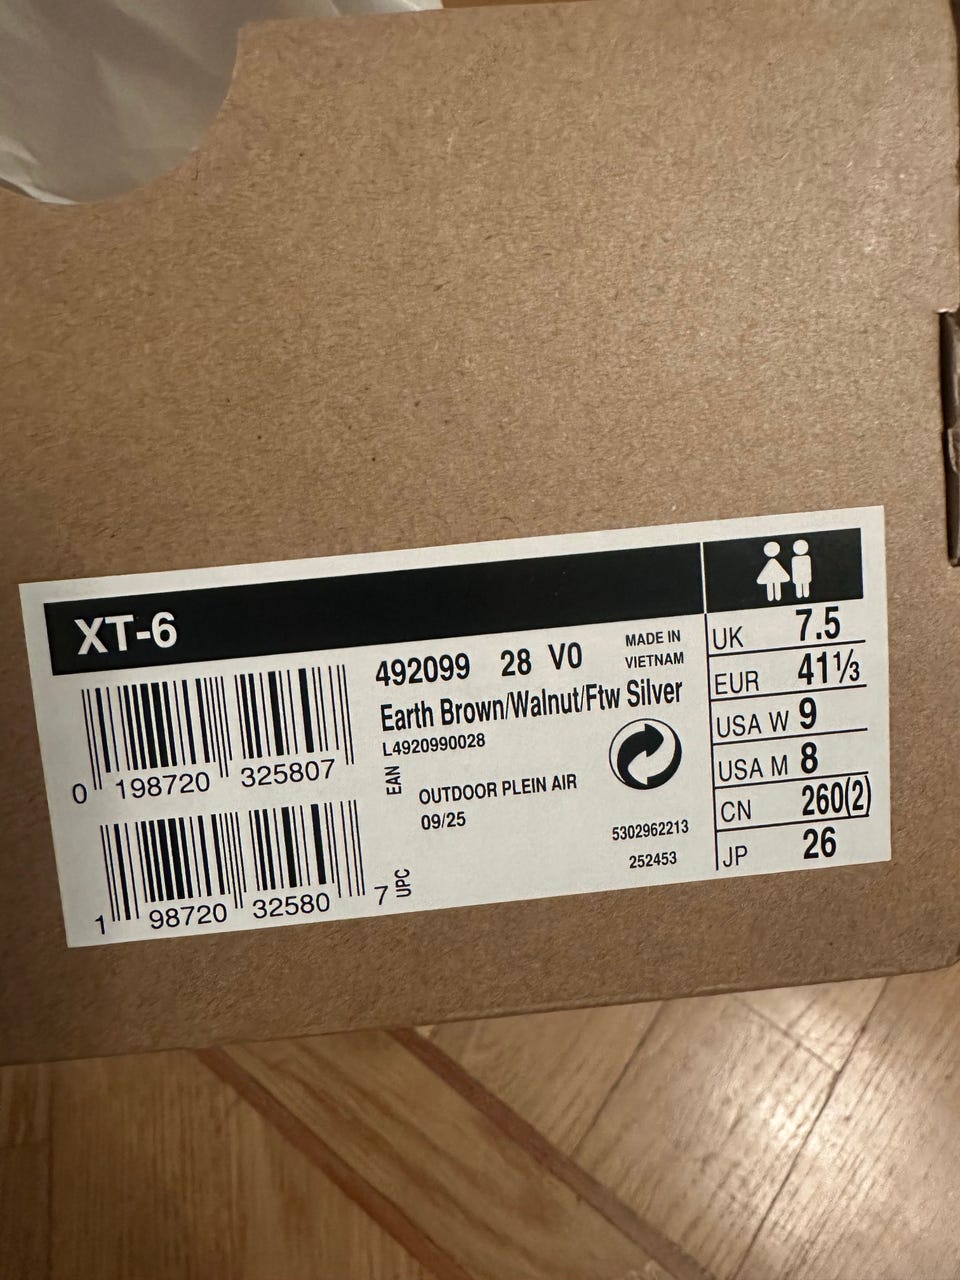 XT-6
492099 28 V0
MADE IN
VIETNAM
Earth Brown/Walnut/Ftw Silver
L4920990028
0 198720 325807
EAN
OUTDOOR PLEIN AIR
09/25
5302962213
252453
1 98720 32580 7
UPC
UK 7.5
EUR 41⅓
USA W 9
USA M 8
CN 260(2)
JP 26